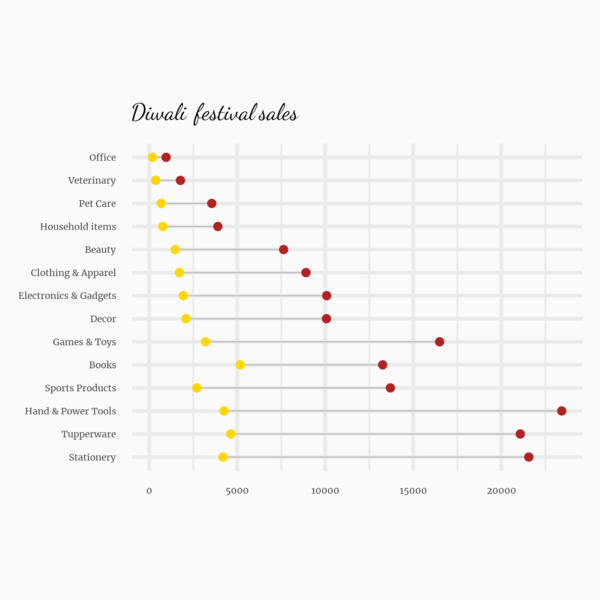 Diwali festival sales
Office
Veterinary
Pet Care
Household items
Beauty
Clothing & Apparel
Electronics & Gadgets
Decor
Games & Toys
Books
Sports Products
Hand & Power Tools
Tupperware
Stationery
0 5000 10000 15000 20000